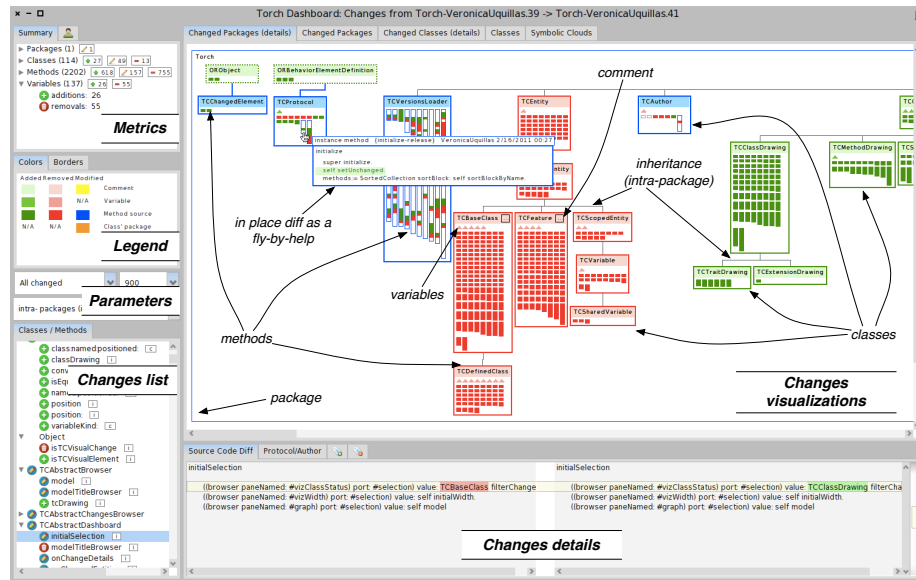 Torch Dashboard: Changes from Torch-VeronicaUquillas.39 -> Torch-VeronicaUquillas.41
Summary
Packages (1) 1
Classes (114) 27 49 13
Methods (2202) 618 157 755
Variables (137) 26 55
additions: 26
removals: 55
Metrics
Colors Borders
Added Removed Modified
Comment
N/A Variable
Method source
N/A N/A Class' package
Legend
All changed 900
Parameters
intra- packages (i
Classes / Methods
class:named:positioned: c
classDrawing i
conv
isEqu
nam
position i
position: i
variableKind: c
Changes list
Object
isTCVisualChange i
isTCVisualElement i
TCAbstractBrowser
model i
modelTitleBrowser i
tcDrawing i
TCAbstractChangesBrowser
TCAbstractDashboard
initialSelection i
modelTitleBrowser i
onChangeDetails i
Changed Packages (details) Changed Packages Changed Classes (details) Classes Symbolic Clouds
Torch
ORObject ORBehaviorElementDefinition
comment
TCChangedElement TCProtocol TCVersionsLoader TCEntity TCAuthor
instance method (initialize-release) VeronicaUquillas 2/16/2011 00:27
initialize
super initialize.
self setUnchanged.
methods := SortedCollection sortBlock: self sortBlockByName.
Entity
TCClassDrawing TCMethodDrawing
inheritance
(intra-package)
in place diff as a
fly-by-help
TCBaseClass TCFeature TCScopedEntity
TCVariable
TCTraitDrawing TCExtensionDrawing
variables
TCSharedVariable
methods
classes
TCDefinedClass
package
Changes
visualizations
Source Code Diff Protocol/Author
initialSelection initialSelection
((browser paneNamed: #vizClassStatus) port: #selection) value: TCBaseClass filterChange ((browser paneNamed: #vizClassStatus) port: #selection) value: TCClassDrawing filterCha
((browser paneNamed: #vizWidth) port: #selection) value: self initialWidth. ((browser paneNamed: #vizWidth) port: #selection) value: self initialWidth.
((browser paneNamed: #graph) port: #selection) value: self model ((browser paneNamed: #graph) port: #selection) value: self model
Changes details